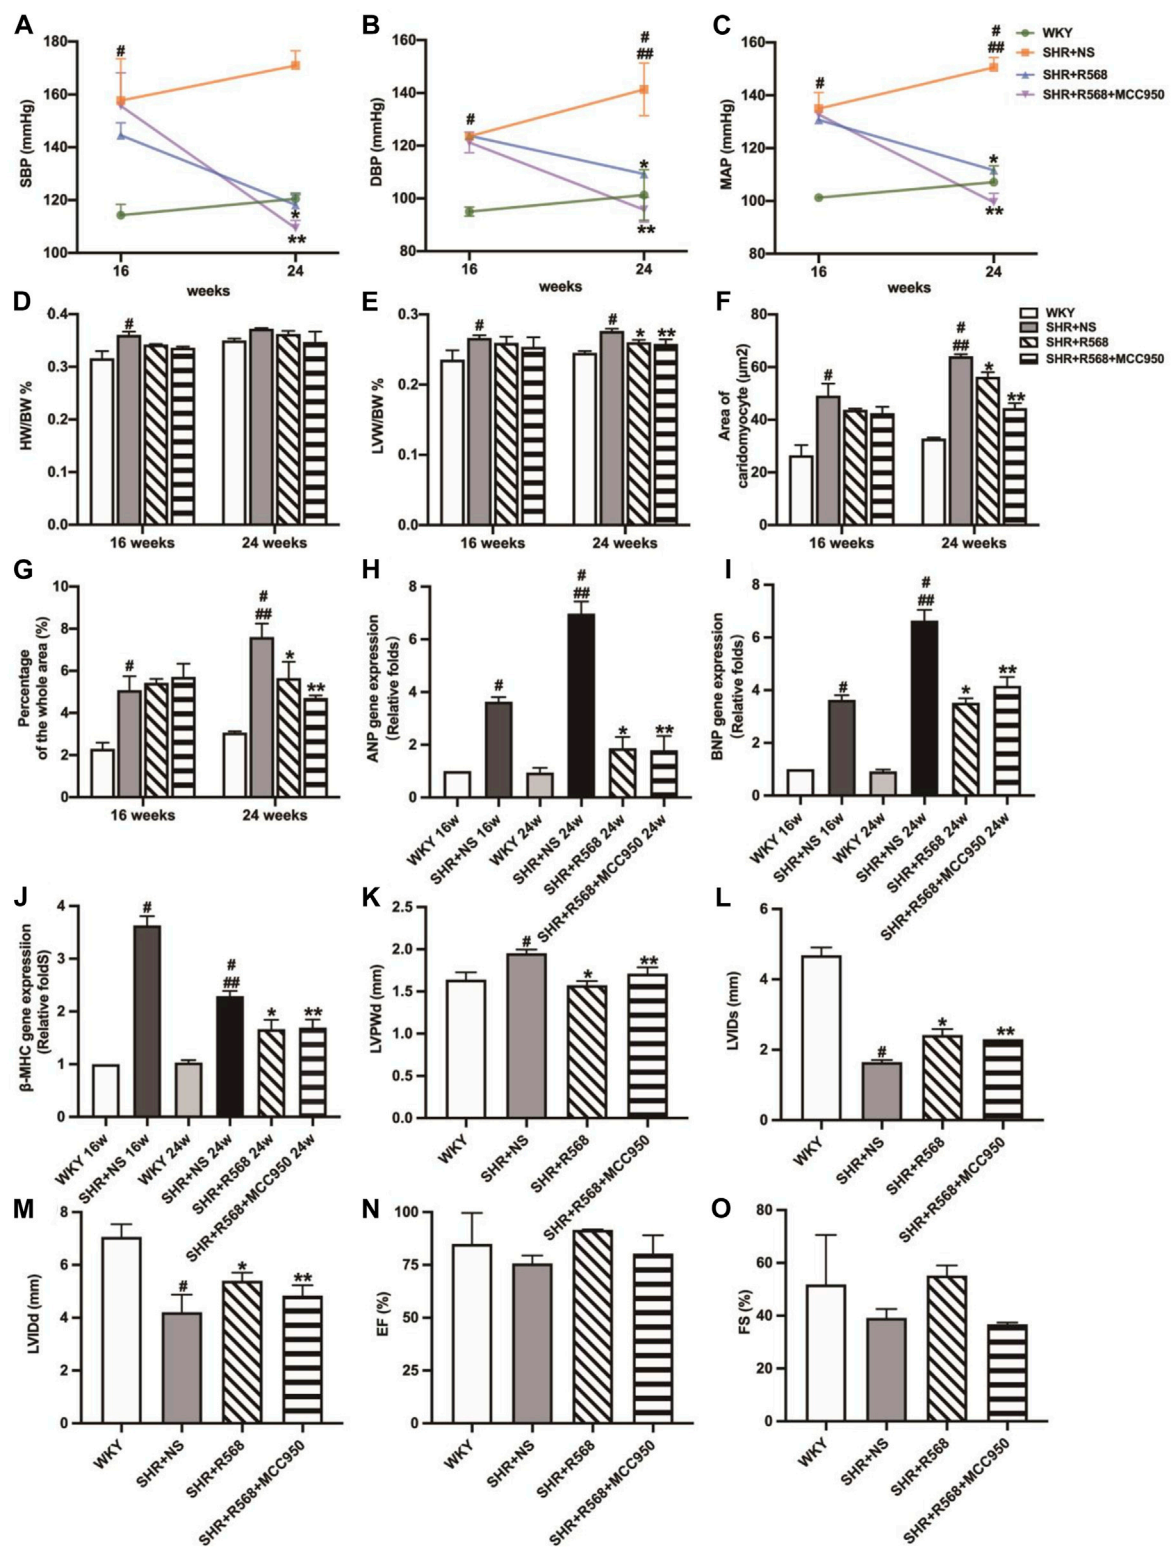 A
SBP (mmHg)
180
160
140
120
100
#
*
**
16
24
weeks
B
DBP (mmHg)
160
140
120
100
80
#
#
##
*
**
16
24
weeks
C
MAP (mmHg)
160
140
120
100
80
#
#
##
*
**
16
24
weeks
WKY
SHR+NS
SHR+R568
SHR+R568+MCC950
D
HW/BW %
0.4
0.3
0.2
0.1
0.0
#
16 weeks
24 weeks
E
LVW/BW %
0.3
0.2
0.1
0.0
#
#
*
**
16 weeks
24 weeks
F
Area of
caridomyocyte (μm2)
80
60
40
20
0
#
#
##
*
**
16 weeks
24 weeks
WKY
SHR+NS
SHR+R568
SHR+R568+MCC950
G
Percentage
of the whole area (%)
10
8
6
4
2
0
#
#
##
*
**
16 weeks
24 weeks
H
ANP gene expression
(Relative folds)
8
6
4
2
0
#
#
##
*
**
WKY 16w
SHR+NS 16w
WKY 24w
SHR+NS 24w
SHR+R568 24w
SHR+R568+MCC950 24w
I
BNP gene expression
(Relative folds)
8
6
4
2
0
#
#
##
*
**
WKY 16w
SHR+NS 16w
WKY 24w
SHR+NS 24w
SHR+R568 24w
SHR+R568+MCC950 24w
J
β-MHC gene expression
(Relative foldS)
4
3
2
1
0
#
#
##
*
**
WKY 16w
SHR+NS 16w
WKY 24w
SHR+NS 24w
SHR+R568 24w
SHR+R568+MCC950 24w
K
LVPWd (mm)
2.5
2.0
1.5
1.0
0.5
0.0
#
*
**
WKY
SHR+NS
SHR+R568
SHR+R568+MCC950
L
LVIDs (mm)
6
4
2
0
#
*
**
WKY
SHR+NS
SHR+R568
SHR+R568+MCC950
M
LVIDd (mm)
8
6
4
2
0
#
*
**
WKY
SHR+NS
SHR+R568
SHR+R568+MCC950
N
EF (%)
100
75
50
25
0
WKY
SHR+NS
SHR+R568
SHR+R568+MCC950
O
FS (%)
80
60
40
20
0
WKY
SHR+NS
SHR+R568
SHR+R568+MCC950